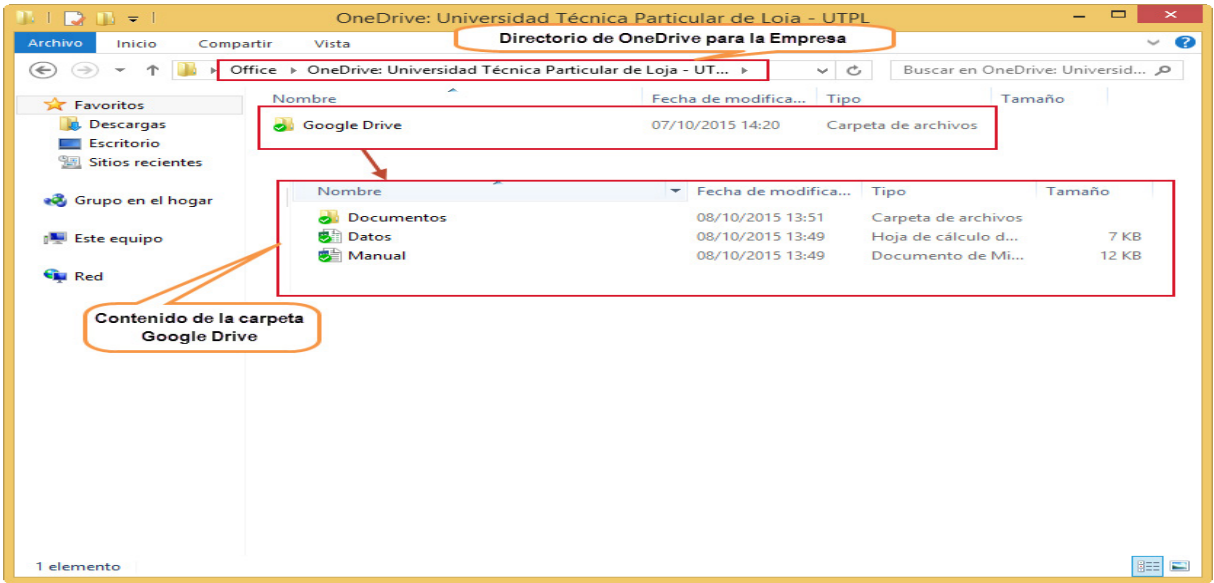 OneDrive: Universidad Técnica Particular de Loja - UTPL
Directorio de OneDrive para la Empresa
Archivo Inicio Compartir Vista
Office OneDrive: Universidad Técnica Particular de Loja - UT...
Buscar en OneDrive: Universid...
Nombre Fecha de modifica... Tipo Tamaño
Google Drive 07/10/2015 14:20 Carpeta de archivos
Favoritos
Descargas
Escritorio
Sitios recientes
Grupo en el hogar
Este equipo
Red
Nombre Fecha de modifica... Tipo Tamaño
Documentos 08/10/2015 13:51 Carpeta de archivos
Datos 08/10/2015 13:49 Hoja de cálculo d... 7 KB
Manual 08/10/2015 13:49 Documento de Mi... 12 KB
Contenido de la carpeta
Google Drive
1 elemento